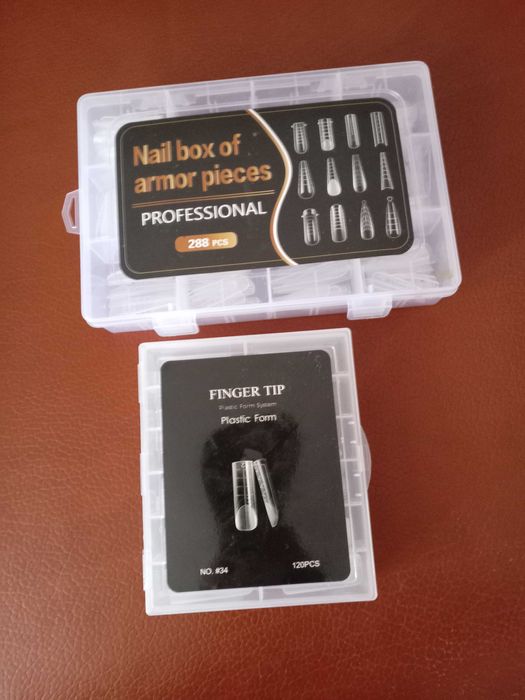 Nail box of
armor pieces
PROFESSIONAL
288 PCS
FINGER TIP
Plastic Form System
Plastic Form
NO. #34
120PCS